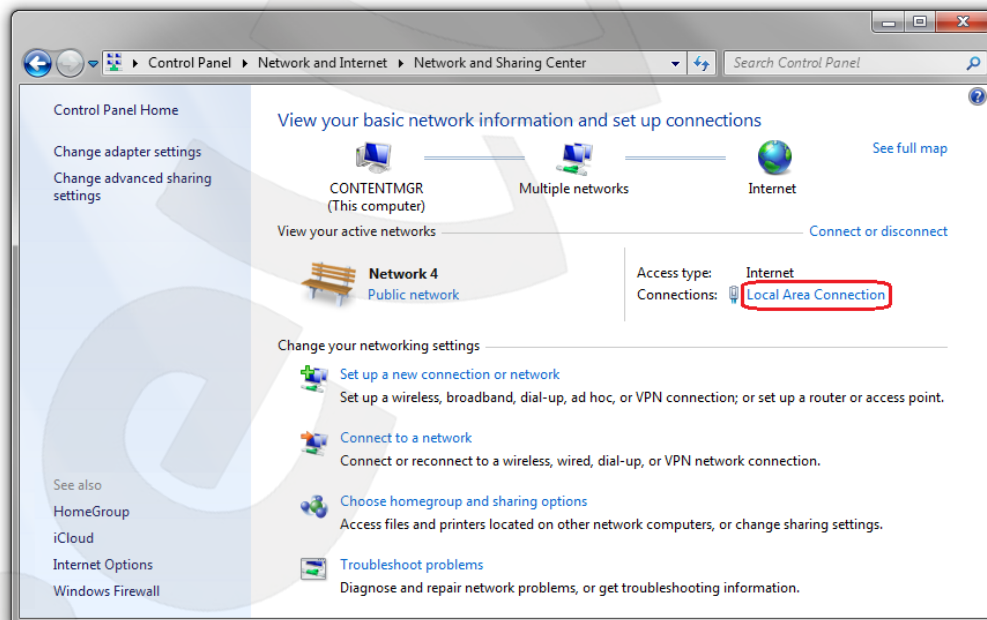 Control Panel Network and Internet Network and Sharing Center Search Control Panel
Control Panel Home
Change adapter settings
Change advanced sharing
settings
See also
HomeGroup
iCloud
Internet Options
Windows Firewall
View your basic network information and set up connections
See full map
CONTENTMGR
(This computer)
Multiple networks
Internet
View your active networks
Connect or disconnect
Network 4
Public network
Access type: Internet
Connections: Local Area Connection
Change your networking settings
Set up a new connection or network
Set up a wireless, broadband, dial-up, ad hoc, or VPN connection; or set up a router or access point.
Connect to a network
Connect or reconnect to a wireless, wired, dial-up, or VPN network connection.
Choose homegroup and sharing options
Access files and printers located on other network computers, or change sharing settings.
Troubleshoot problems
Diagnose and repair network problems, or get troubleshooting information.